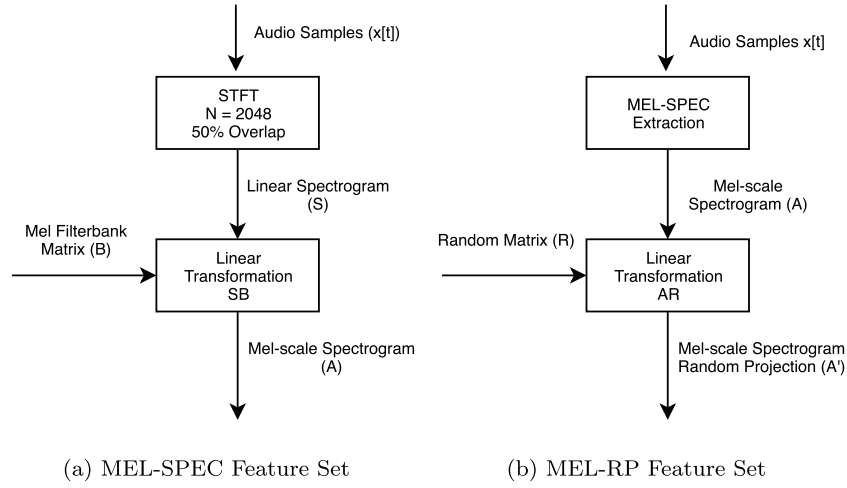 Audio Samples (x[t])
STFT
N = 2048
50% Overlap
Linear Spectrogram
(S)
Mel Filterbank
Matrix (B)
Linear
Transformation
SB
Mel-scale Spectrogram
(A)
(a) MEL-SPEC Feature Set
Audio Samples x[t]
MEL-SPEC
Extraction
Mel-scale
Spectrogram (A)
Random Matrix (R)
Linear
Transformation
AR
Mel-scale Spectrogram
Random Projection (A')
(b) MEL-RP Feature Set